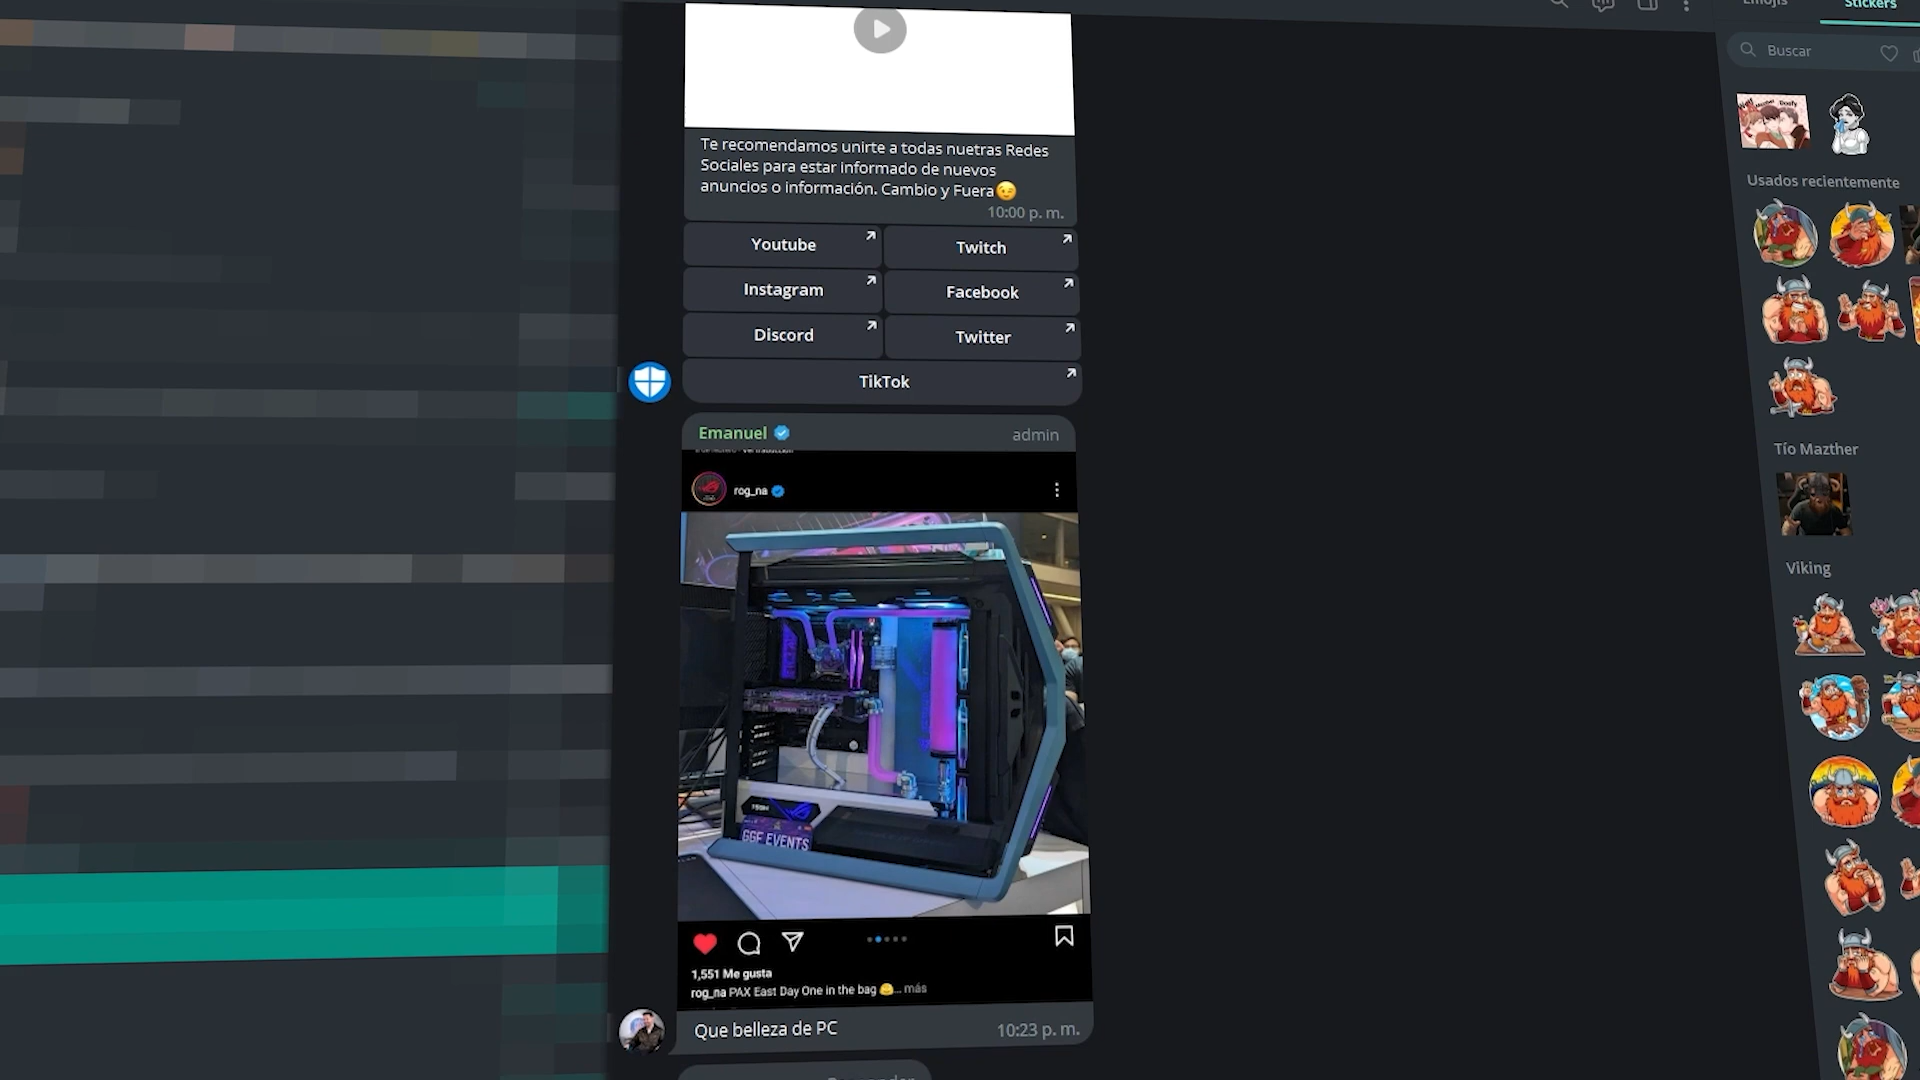 Emojis
Stickers
Buscar
Te recomendamos unirte a todas nuetras Redes
Sociales para estar informado de nuevos
anuncios o información. Cambio y Fuera😉
10:00 p. m.
Youtube
Twitch
Instagram
Facebook
Discord
Twitter
TikTok
Emanuel
admin
rog_na
GGF EVENTS
1,551 Me gusta
rog_na PAX East Day One in the bag 🤗... más
Que belleza de PC
10:23 p. m.
Usados recientemente
Tío Mazther
Viking